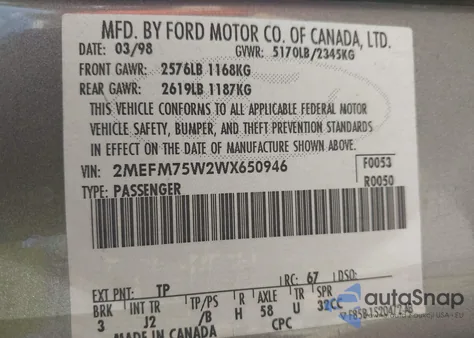 MFD. BY FORD MOTOR CO. OF CANADA, LTD.
DATE: 03/98 GVWR: 5170LB/2345KG
FRONT GAWR: 2576LB 1168KG
REAR GAWR: 2619LB 1187KG
THIS VEHICLE CONFORMS TO ALL APPLICABLE FEDERAL MOTOR
VEHICLE SAFETY, BUMPER, AND THEFT PREVENTION STANDARDS
IN EFFECT ON THE DATE OF MANUFACTURE SHOWN ABOVE.
VIN: 2MEFM75W2WX650946 F0053
TYPE: PASSENGER R0050
EXT PNT: TP RC: 67 DSO:
BRK INT TR TP/PS R AXLE TR SPR
3 J2 /B H 58 U 32CC
MADE IN CANADA CPC
autoSnap